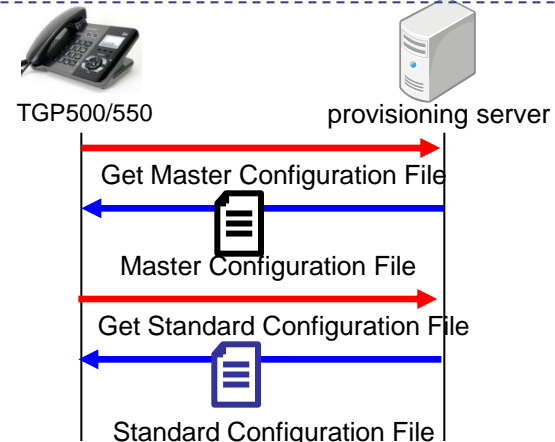 TGP500/550
provisioning server
Get Master Configuration File
Master Configuration File
Get Standard Configuration File
Standard Configuration File